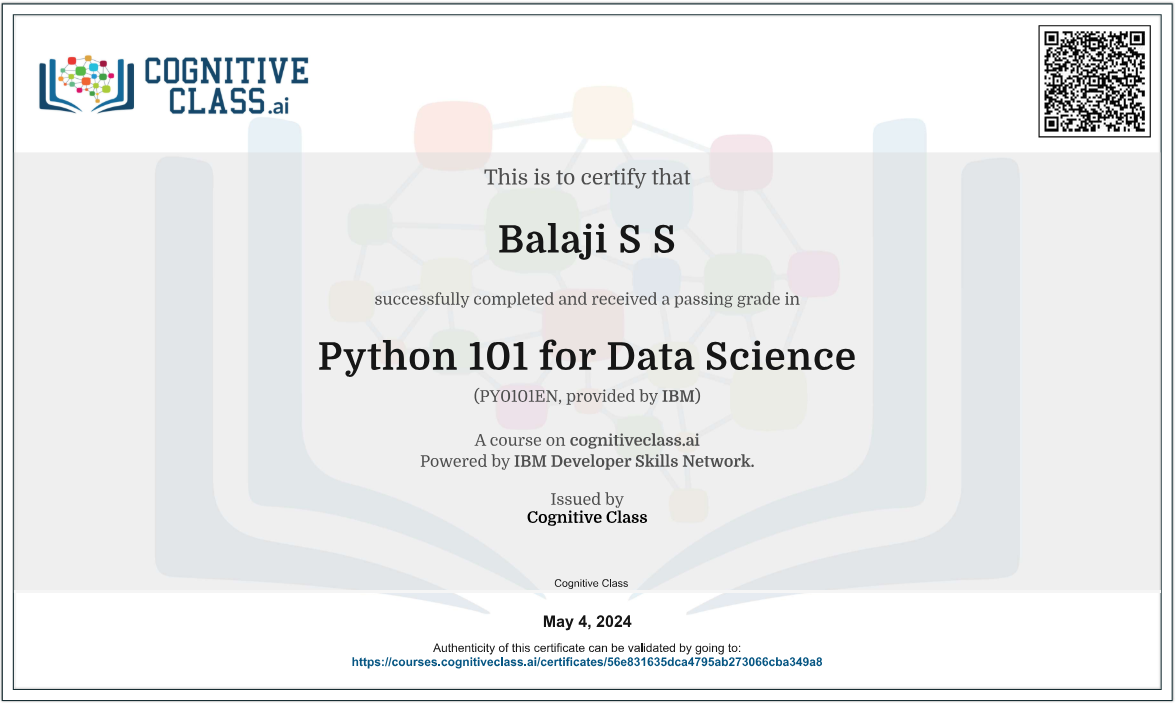 COGNITIVE
CLASS.ai
This is to certify that
Balaji S S
successfully completed and received a passing grade in
Python 101 for Data Science
(PY0101EN, provided by IBM)
A course on cognitiveclass.ai
Powered by IBM Developer Skills Network.
Issued by
Cognitive Class
Cognitive Class
May 4, 2024
Authenticity of this certificate can be validated by going to:
https://courses.cognitiveclass.ai/certificates/56e831635dca4795ab273066cba349a8